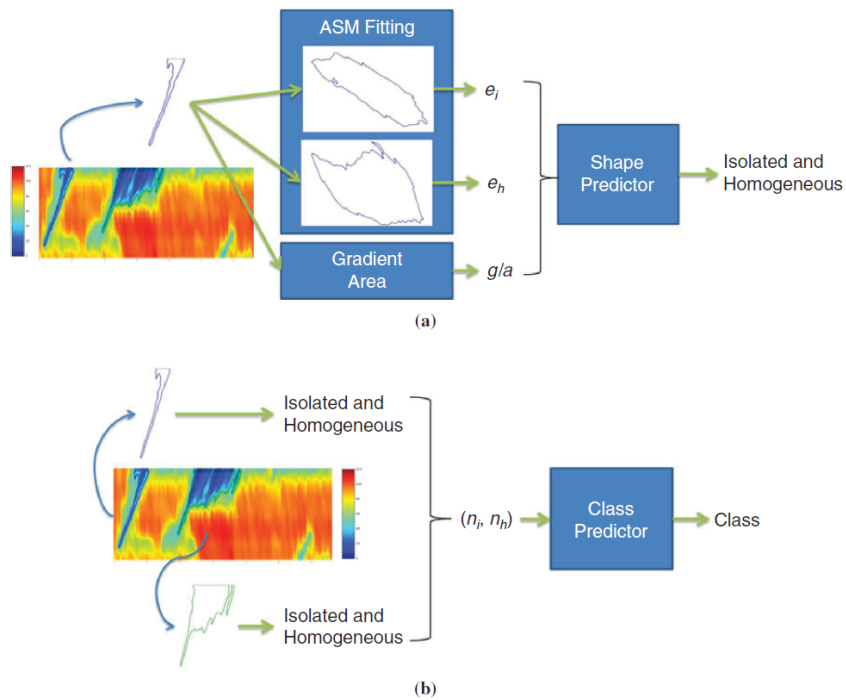 ASM Fitting
e_i
e_h
Shape
Predictor
Isolated and
Homogeneous
Gradient
Area
g/a
(a)
Isolated and
Homogeneous
(n_i, n_h)
Class
Predictor
Class
Isolated and
Homogeneous
(b)